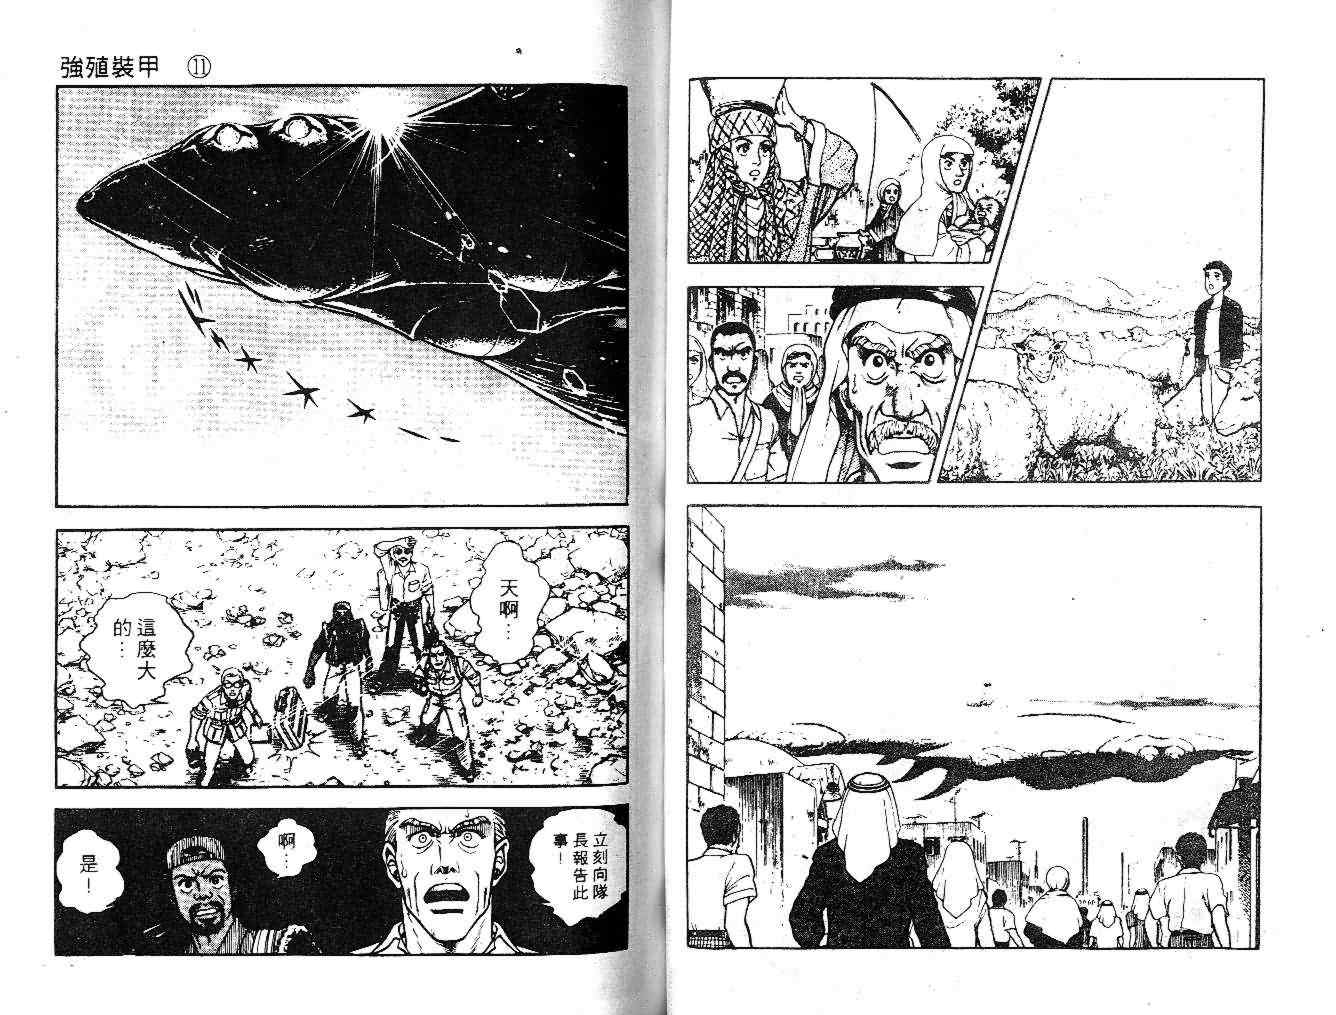 強殖裝甲 ⑪
天啊…
這麼大
的…
立刻向隊
長報告此
事！
啊…
是！